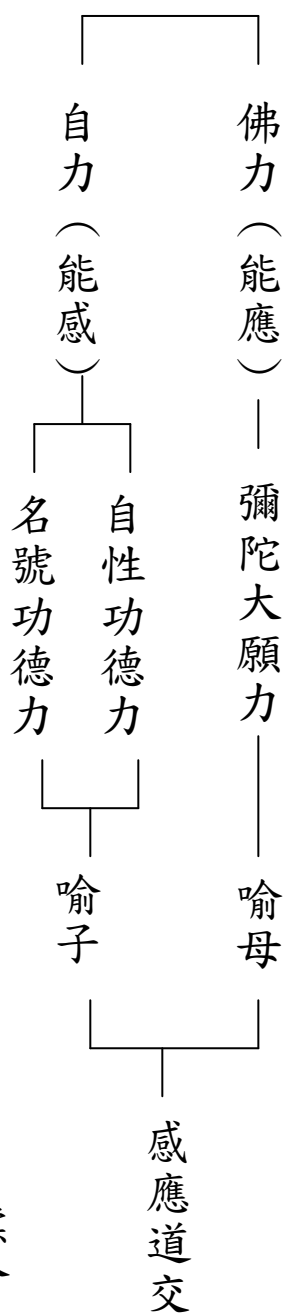 佛力（能應）
彌陀大願力
喻母
自力（能感）
自性功德力
名號功德力
喻子
感應道交